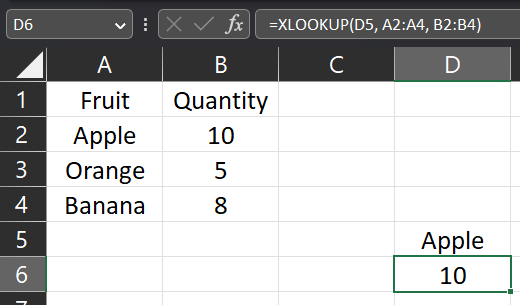 D6 fx =XLOOKUP(D5, A2:A4, B2:B4)
A B C D
1 Fruit Quantity
2 Apple 10
3 Orange 5
4 Banana 8
5 Apple
6 10